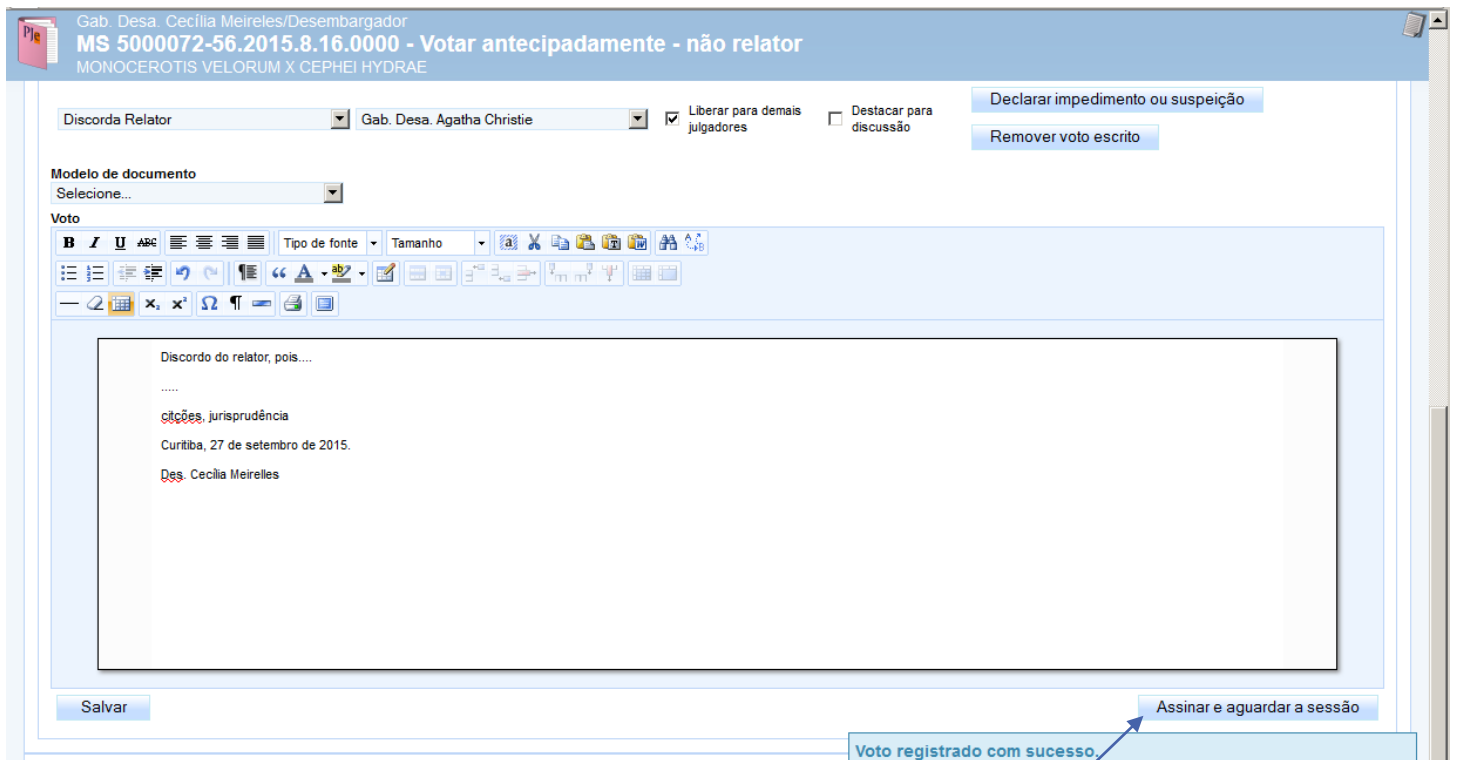 PJe
Gab. Desa. Cecília Meireles/Desembargador
MS 5000072-56.2015.8.16.0000 - Votar antecipadamente - não relator
MONOCEROTIS VELORUM X CEPHEI HYDRAE
Declarar impedimento ou suspeição
Discorda Relator Gab. Desa. Agatha Christie Liberar para demais julgadores Destacar para discussão
Remover voto escrito
Modelo de documento
Selecione...
Voto
B I U ABC Tipo de fonte Tamanho
Discordo do relator, pois....
.....
citções, jurisprudência
Curitiba, 27 de setembro de 2015.
Des. Cecília Meirelles
Salvar Assinar e aguardar a sessão
Voto registrado com sucesso.